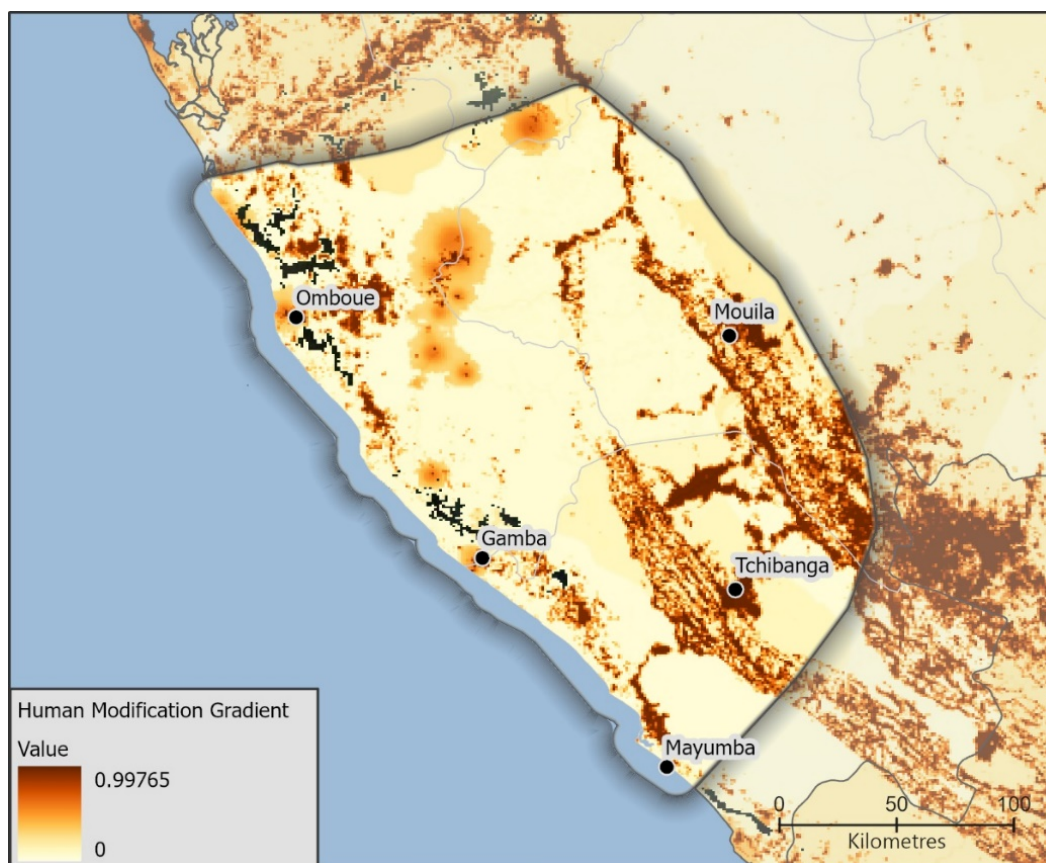 Omboue
Mouila
Gamba
Tchibanga
Mayumba
Human Modification Gradient
Value
0.99765
0
0 50 100
Kilometres